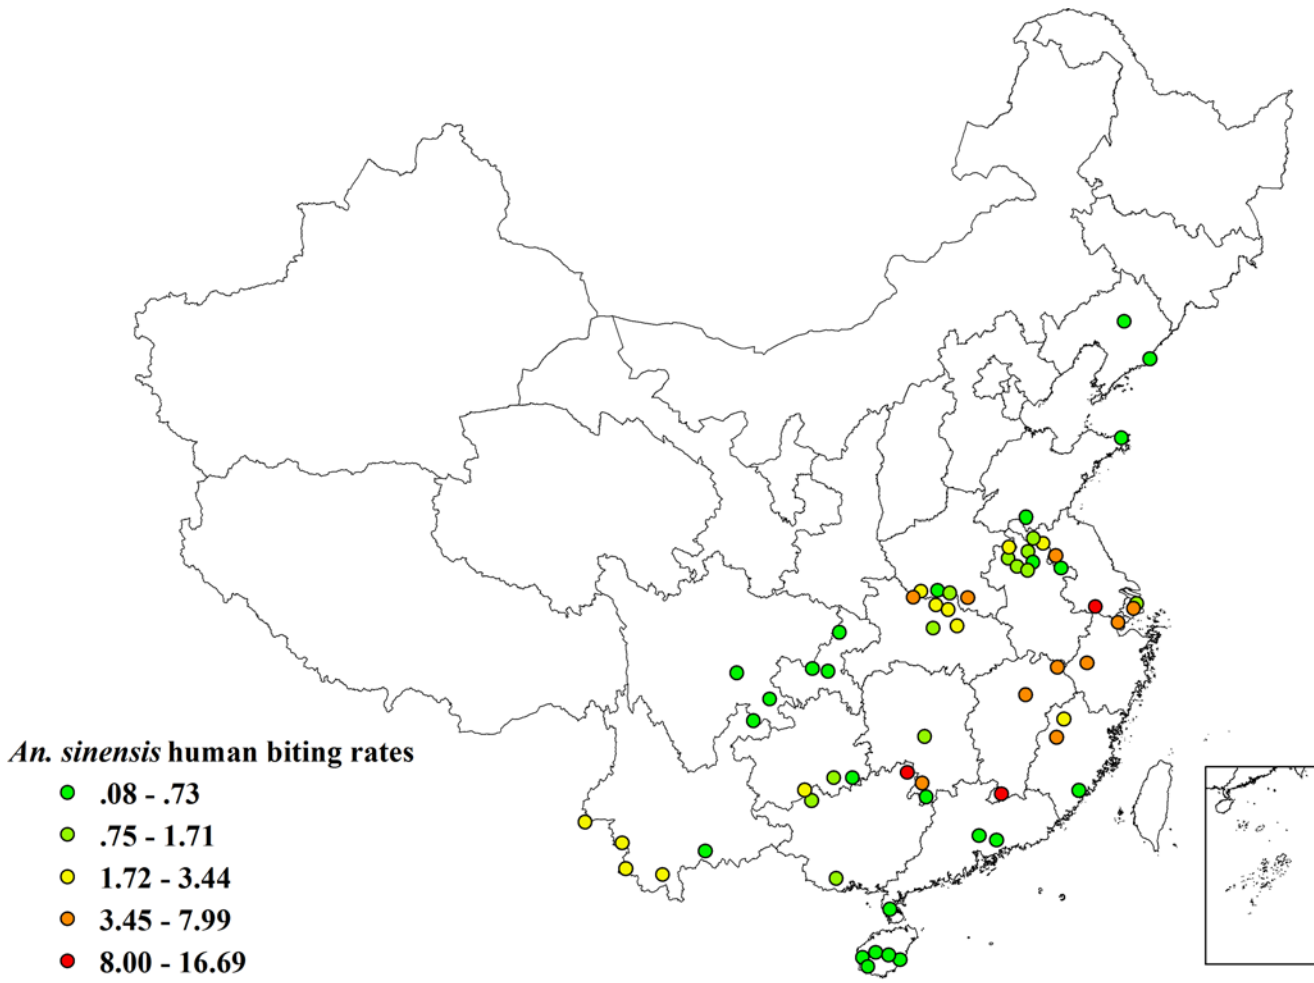 An. sinensis human biting rates
.08 - .73
.75 - 1.71
1.72 - 3.44
3.45 - 7.99
8.00 - 16.69